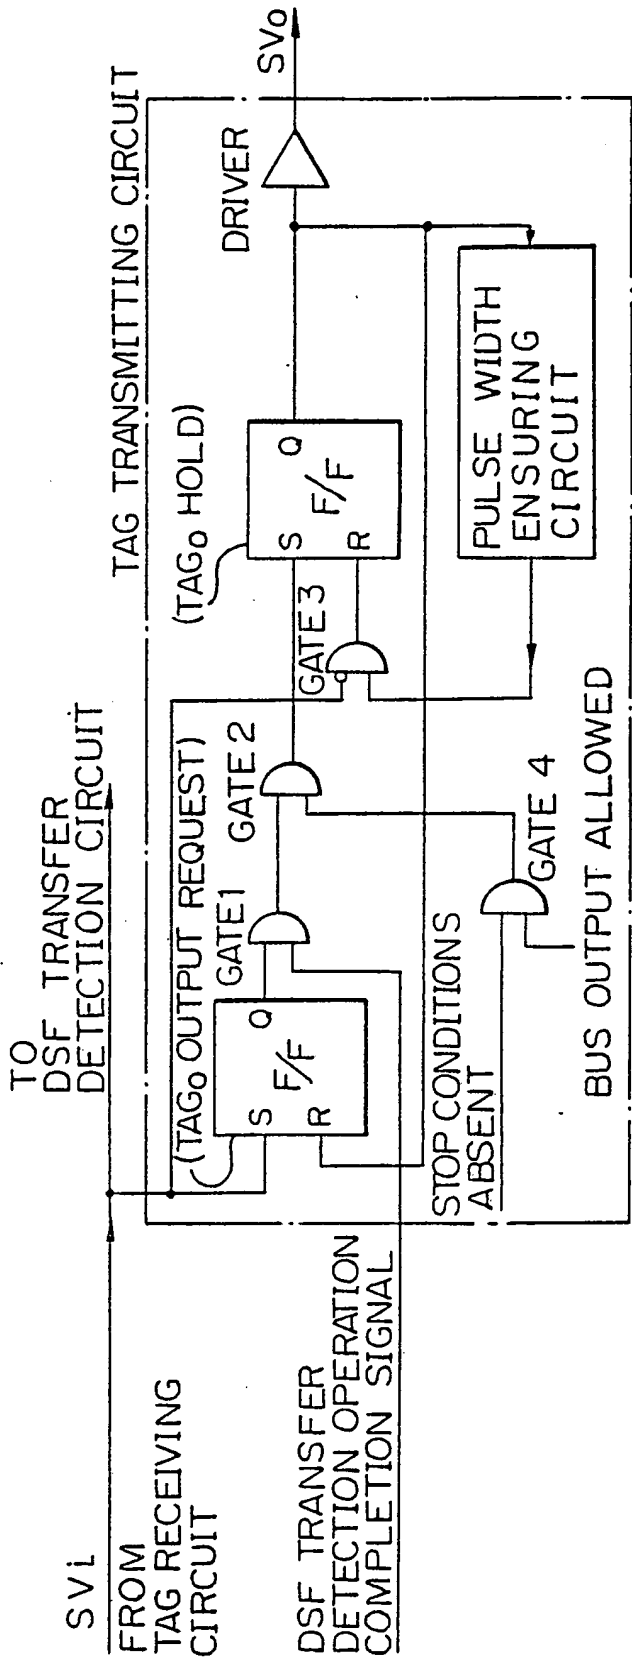 SVi
FROM
TAG RECEIVING
CIRCUIT
DSF TRANSFER
DETECTION OPERATION
COMPLETION SIGNAL
TO
DSF TRANSFER
DETECTION CIRCUIT
TAG TRANSMITTING CIRCUIT
(TAGo OUTPUT REQUEST)
S
R
Q
F/F
GATE1
GATE 2
GATE3
(TAGo HOLD)
S
R
Q
F/F
DRIVER
SVo
STOP CONDITIONS
ABSENT
GATE 4
BUS OUTPUT ALLOWED
PULSE WIDTH
ENSURING
CIRCUIT